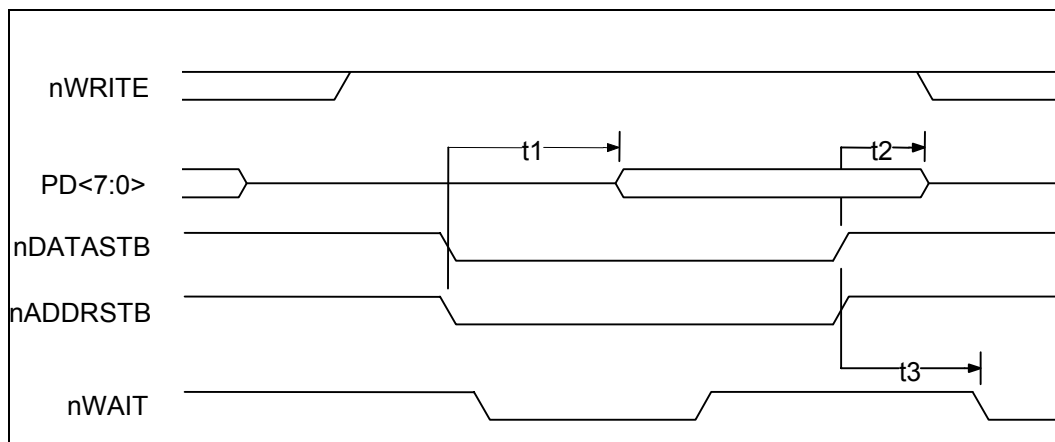 nWRITE
t1
t2
PD<7:0>
nDATASTB
nADDRSTB
t3
nWAIT